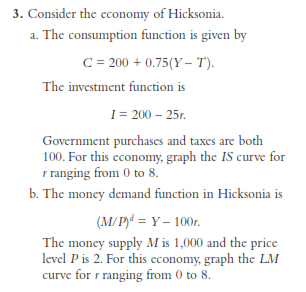 3. Consider the economy of Hicksonia.
a. The consumption function is given by
C = 200 + 0.75(Y – T).
The investment function is
I = 200 – 25r.
Government purchases and taxes are both
100. For this economy, graph the IS curve for
r ranging from 0 to 8.
b. The money demand function in Hicksonia is
(M/P)ᵈ = Y – 100r.
The money supply M is 1,000 and the price
level P is 2. For this economy, graph the LM
curve for r ranging from 0 to 8.